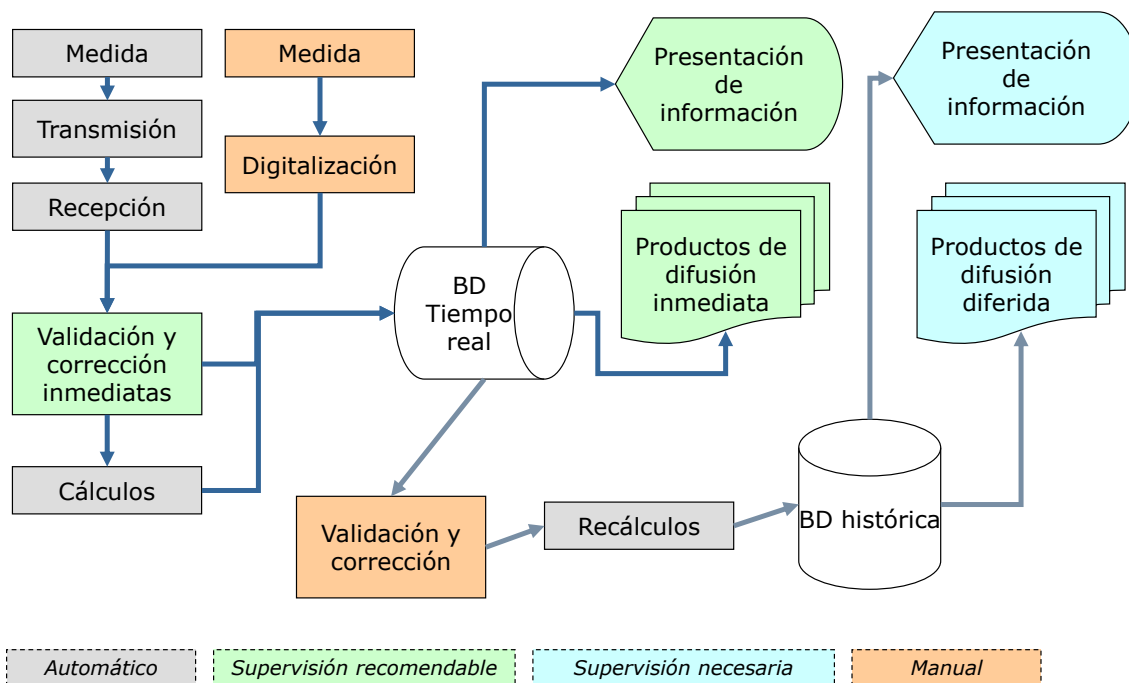 Medida
Transmisión
Recepción
Medida
Digitalización
Validación y
corrección
inmediatas
Cálculos
BD
Tiempo
real
Presentación
de
información
Productos de
difusión
inmediata
Presentación
de
información
Productos de
difusión
diferida
Validación y
corrección
Recálculos
BD histórica
Automático
Supervisión recomendable
Supervisión necesaria
Manual